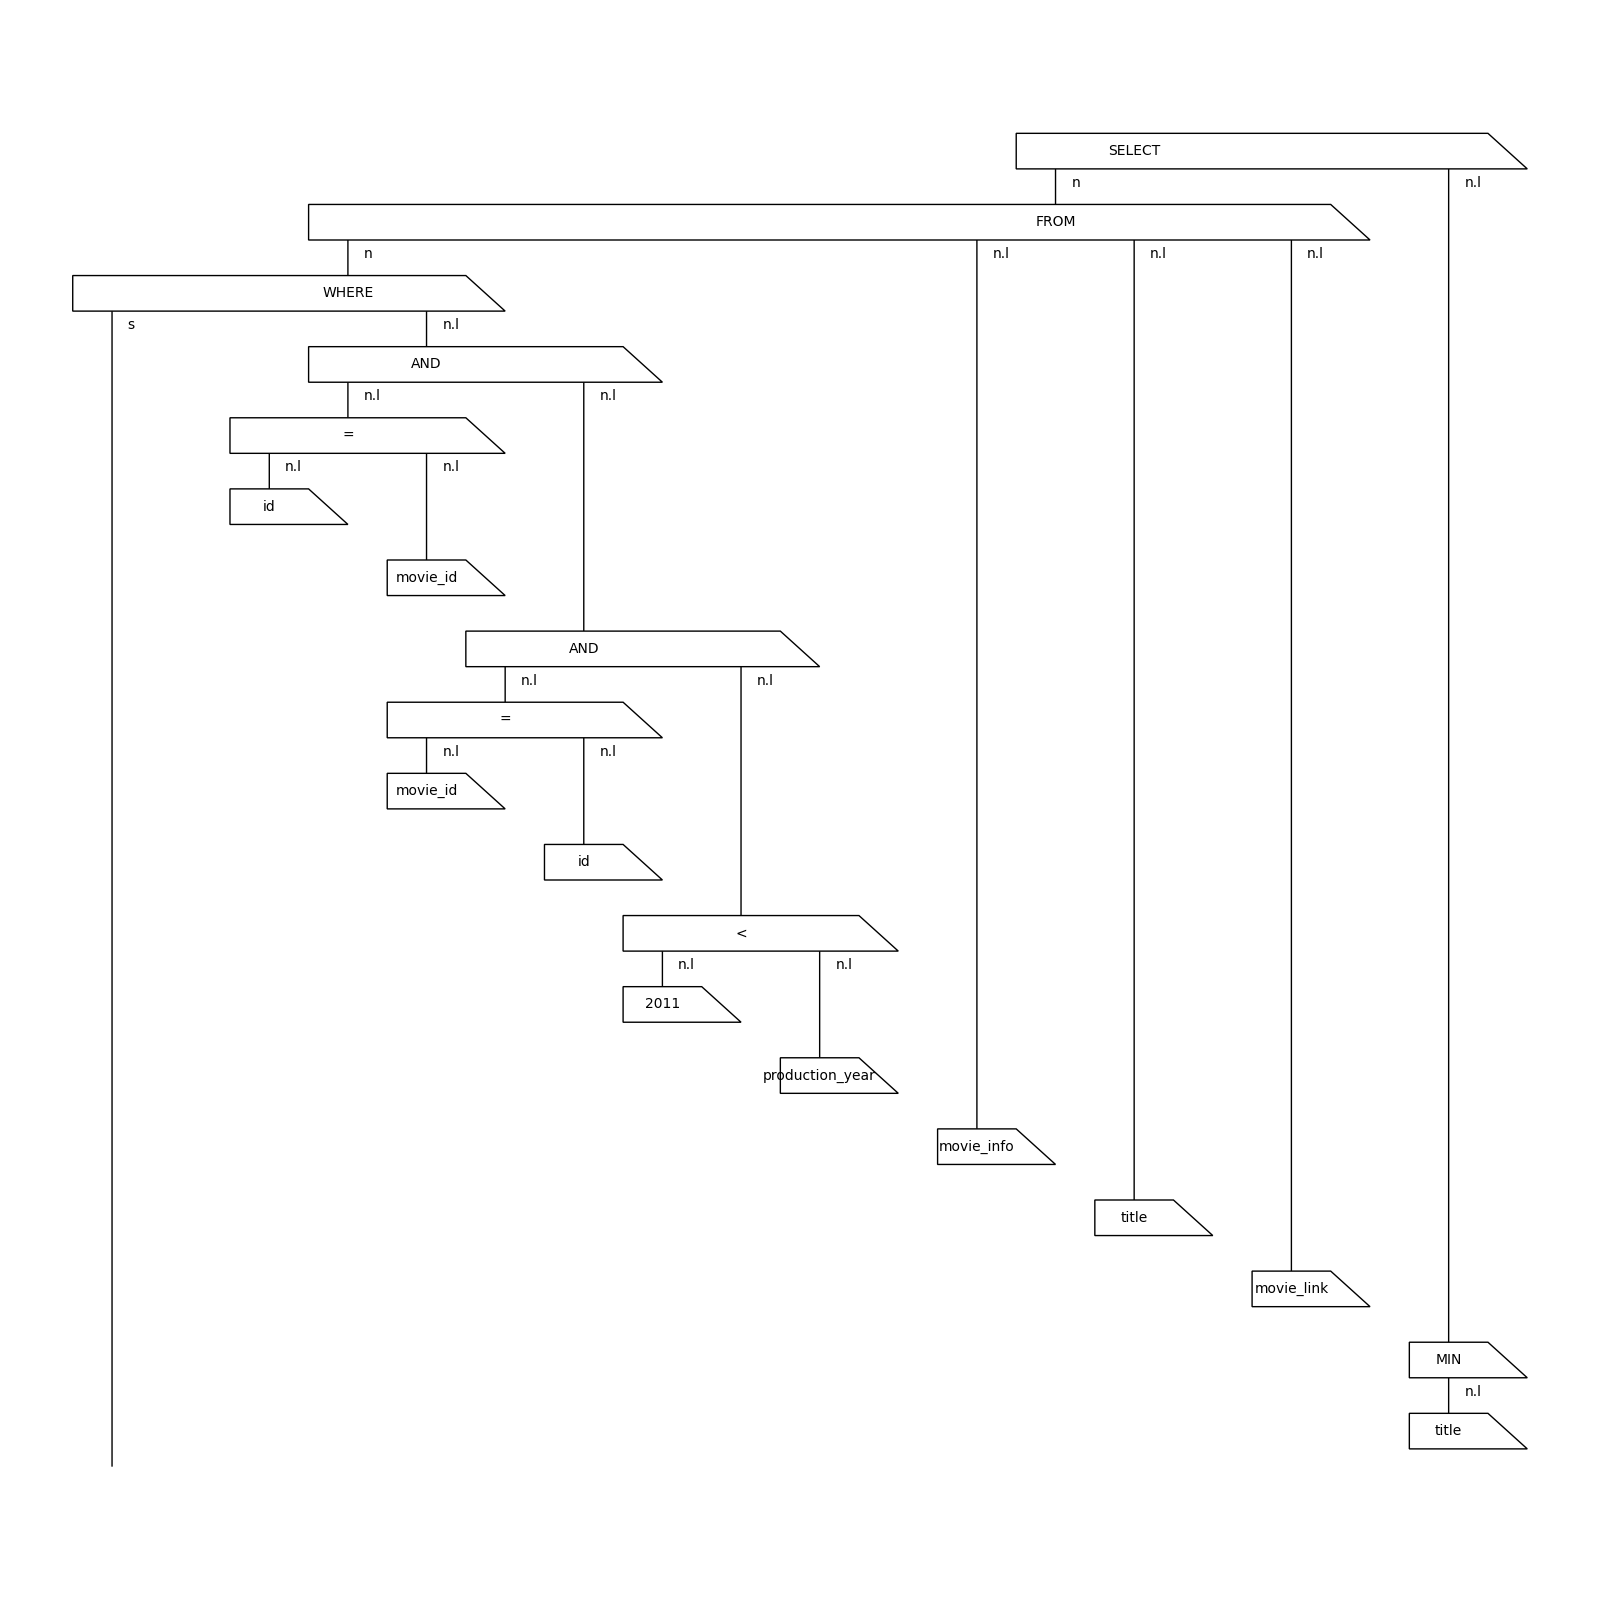 SELECT
n n.l
FROM
n n.l n.l n.l
WHERE
s n.l
AND
n.l n.l
=
n.l n.l
id
movie_id
AND
n.l n.l
=
n.l n.l
movie_id
id
<
n.l n.l
2011
production_year
movie_info
title
movie_link
MIN
n.l
title